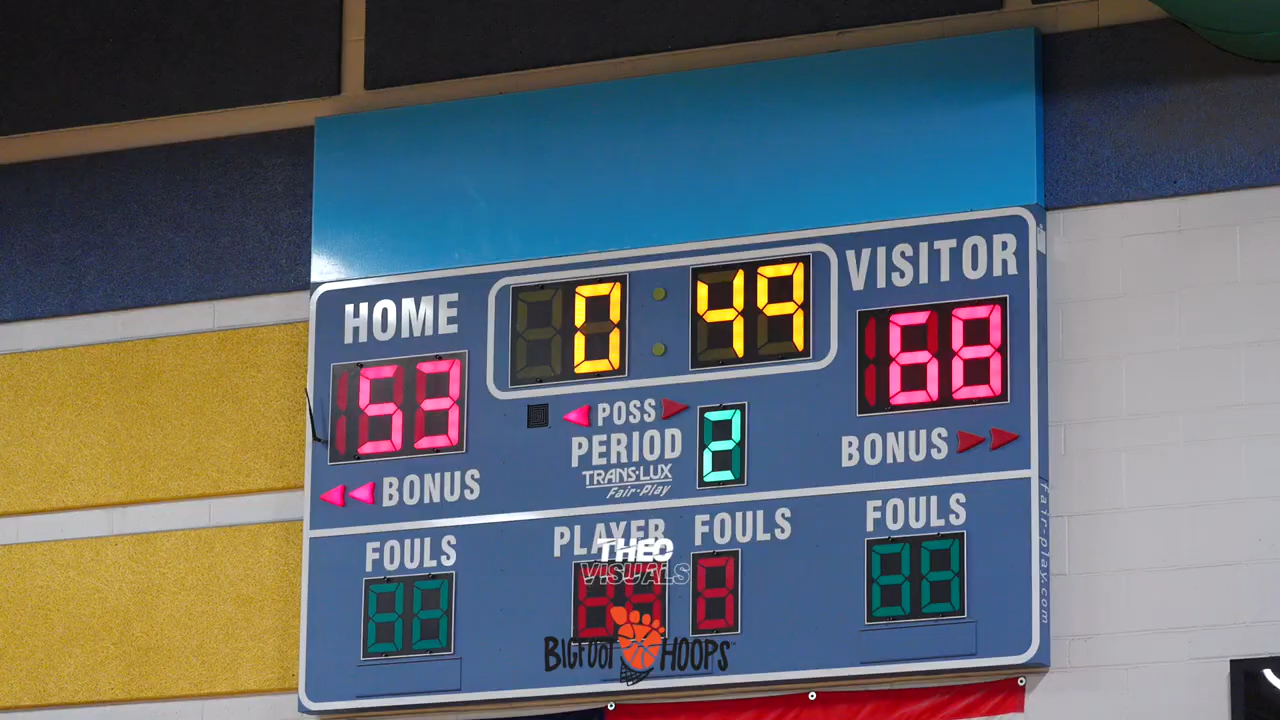 HOME
0:49
VISITOR
53
68
POSS
PERIOD
2
TRANS·LUX
Fair-Play
BONUS
BONUS
FOULS
PLAYER FOULS
FOULS
THEO
VISUALS
BIGFOOT HOOPS
fair-play.com